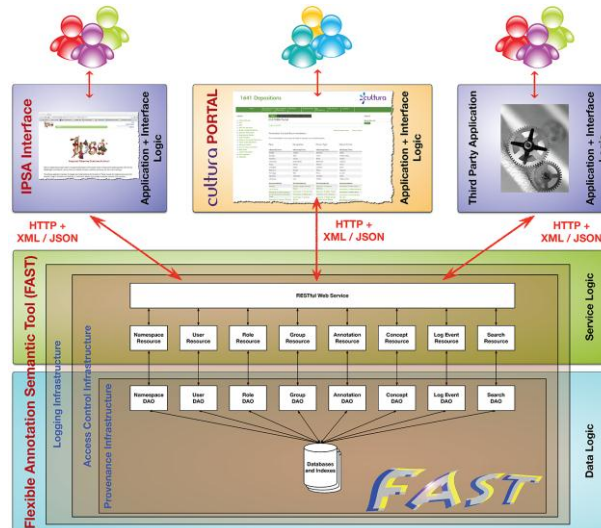 IPSA Interface
Application + Interface
Logic
cultura PORTAL
1641 Depositions
cultura
Application + Interface
Logic
Third Party Application
Application + Interface
Logic
HTTP +
XML / JSON
HTTP +
XML / JSON
HTTP +
XML / JSON
Flexible Annotation Semantic Tool (FAST)
Logging Infrastructure
Access Control Infrastructure
Provenance Infrastructure
Service Logic
Data Logic
RESTful Web Service
Namespace
Resource
User
Resource
Role
Resource
Group
Resource
Annotation
Resource
Concept
Resource
Log Event
Resource
Search
Resource
Namespace
DAO
User
DAO
Role
DAO
Group
DAO
Annotation
DAO
Concept
DAO
Log Event
DAO
Search
DAO
Databases
and Indexes
FAST